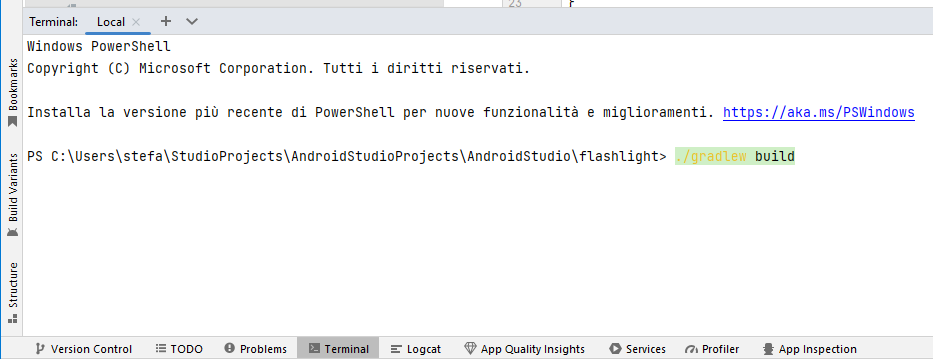 23 }
Terminal: Local × +
Windows PowerShell
Copyright (C) Microsoft Corporation. Tutti i diritti riservati.
Installa la versione più recente di PowerShell per nuove funzionalità e miglioramenti. https://aka.ms/PSWindows
PS C:\Users\stefa\StudioProjects\AndroidStudioProjects\AndroidStudio\flashlight> ./gradlew build
Bookmarks
Build Variants
Structure
Version Control TODO Problems Terminal Logcat App Quality Insights Services Profiler App Inspection